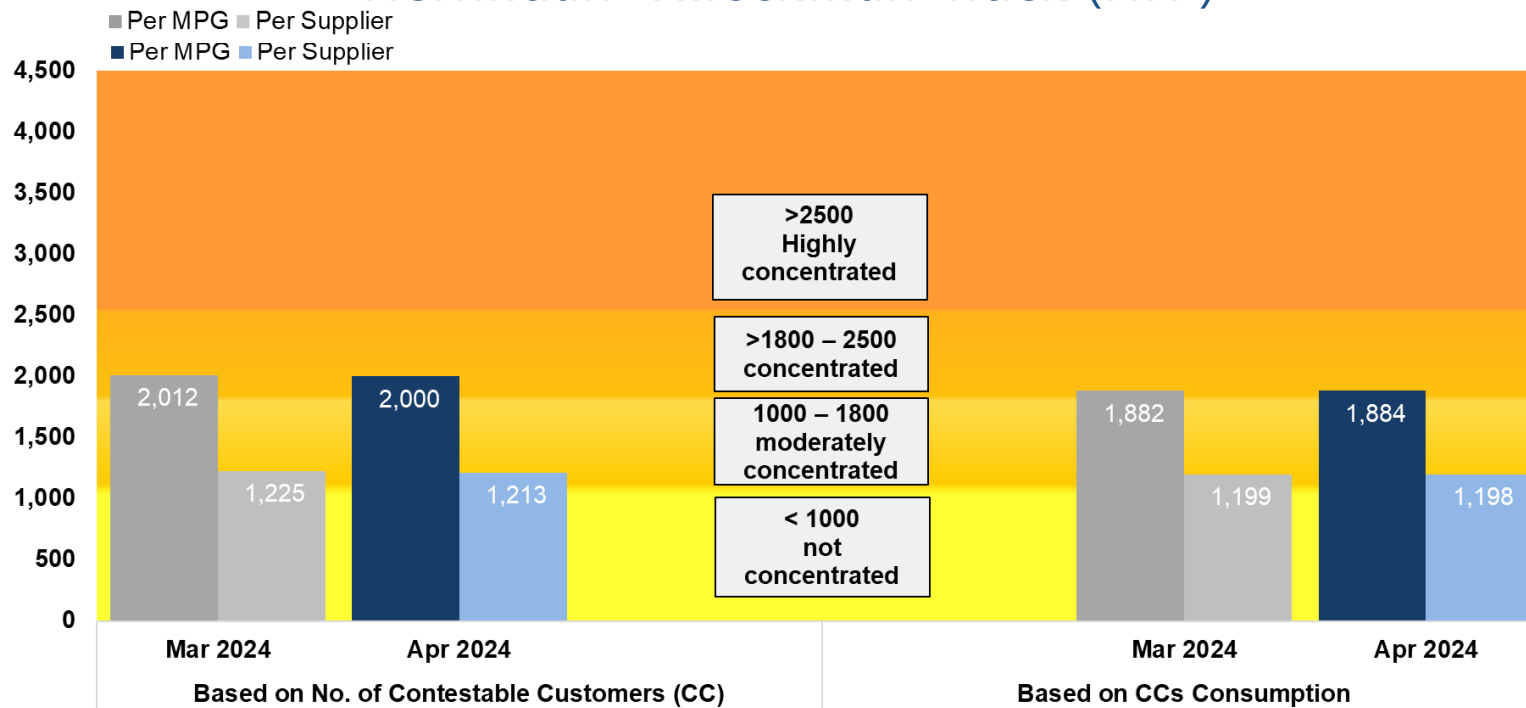 Per MPG Per Supplier
Per MPG Per Supplier
4,500
4,000
3,500
3,000
2,500
2,000
1,500
1,000
500
0
>2500
Highly
concentrated
>1800 – 2500
concentrated
1000 – 1800
moderately
concentrated
< 1000
not
concentrated
2,012
1,225
2,000
1,213
1,882
1,199
1,884
1,198
Mar 2024
Apr 2024
Mar 2024
Apr 2024
Based on No. of Contestable Customers (CC)
Based on CCs Consumption